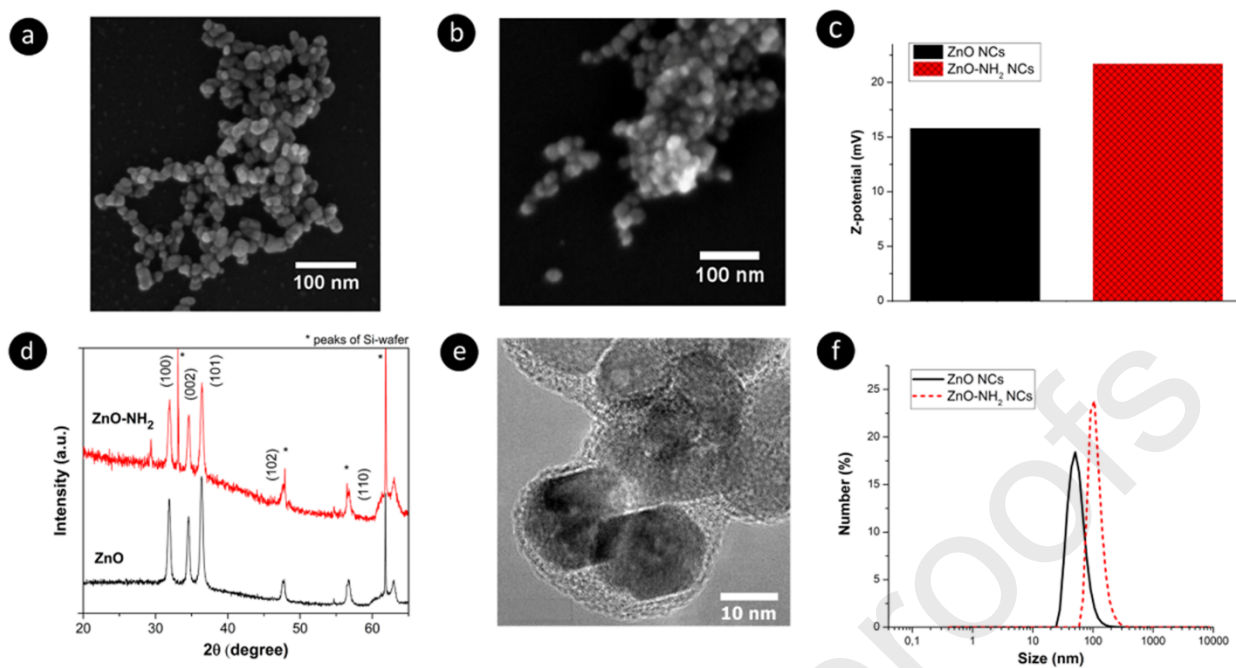 a
100 nm
b
100 nm
c
ZnO NCs
ZnO-NH₂ NCs
Z-potential (mV)
20
15
10
5
0
d
* peaks of Si-wafer
(100)
*
(002)
(101)
*
ZnO-NH₂
(102)
*
*
(110)
ZnO
Intensity (a.u.)
20 30 40 50 60
2θ (degree)
e
10 nm
f
ZnO NCs
ZnO-NH₂ NCs
Number (%)
25
20
15
10
5
0
0,1 1 10 100 1000 10000
Size (nm)
roofs